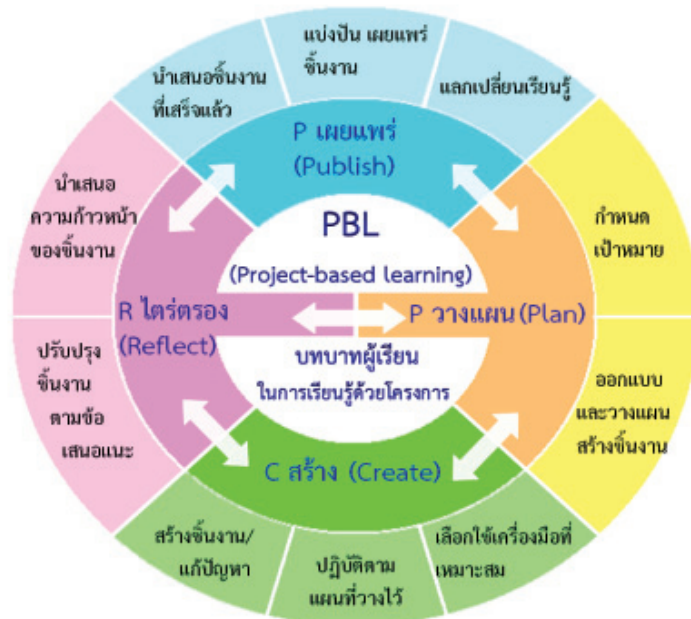 แบ่งปัน เผยแพร่
ชิ้นงาน
นำเสนอชิ้นงาน
ที่เสร็จแล้ว
แลกเปลี่ยนเรียนรู้
P เผยแพร่
(Publish)
นำเสนอ
ความก้าวหน้า
ของชิ้นงาน
กำหนด
เป้าหมาย
PBL
(Project-based learning)
R ไตร่ตรอง
(Reflect)
P วางแผน (Plan)
บทบาทผู้เรียน
ในการเรียนรู้ด้วยโครงการ
ปรับปรุง
ชิ้นงาน
ตามข้อ
เสนอแนะ
ออกแบบ
และวางแผน
สร้างชิ้นงาน
C สร้าง (Create)
สร้างชิ้นงาน/
แก้ปัญหา
ปฏิบัติตาม
แผนที่วางไว้
เลือกใช้เครื่องมือที่
เหมาะสม